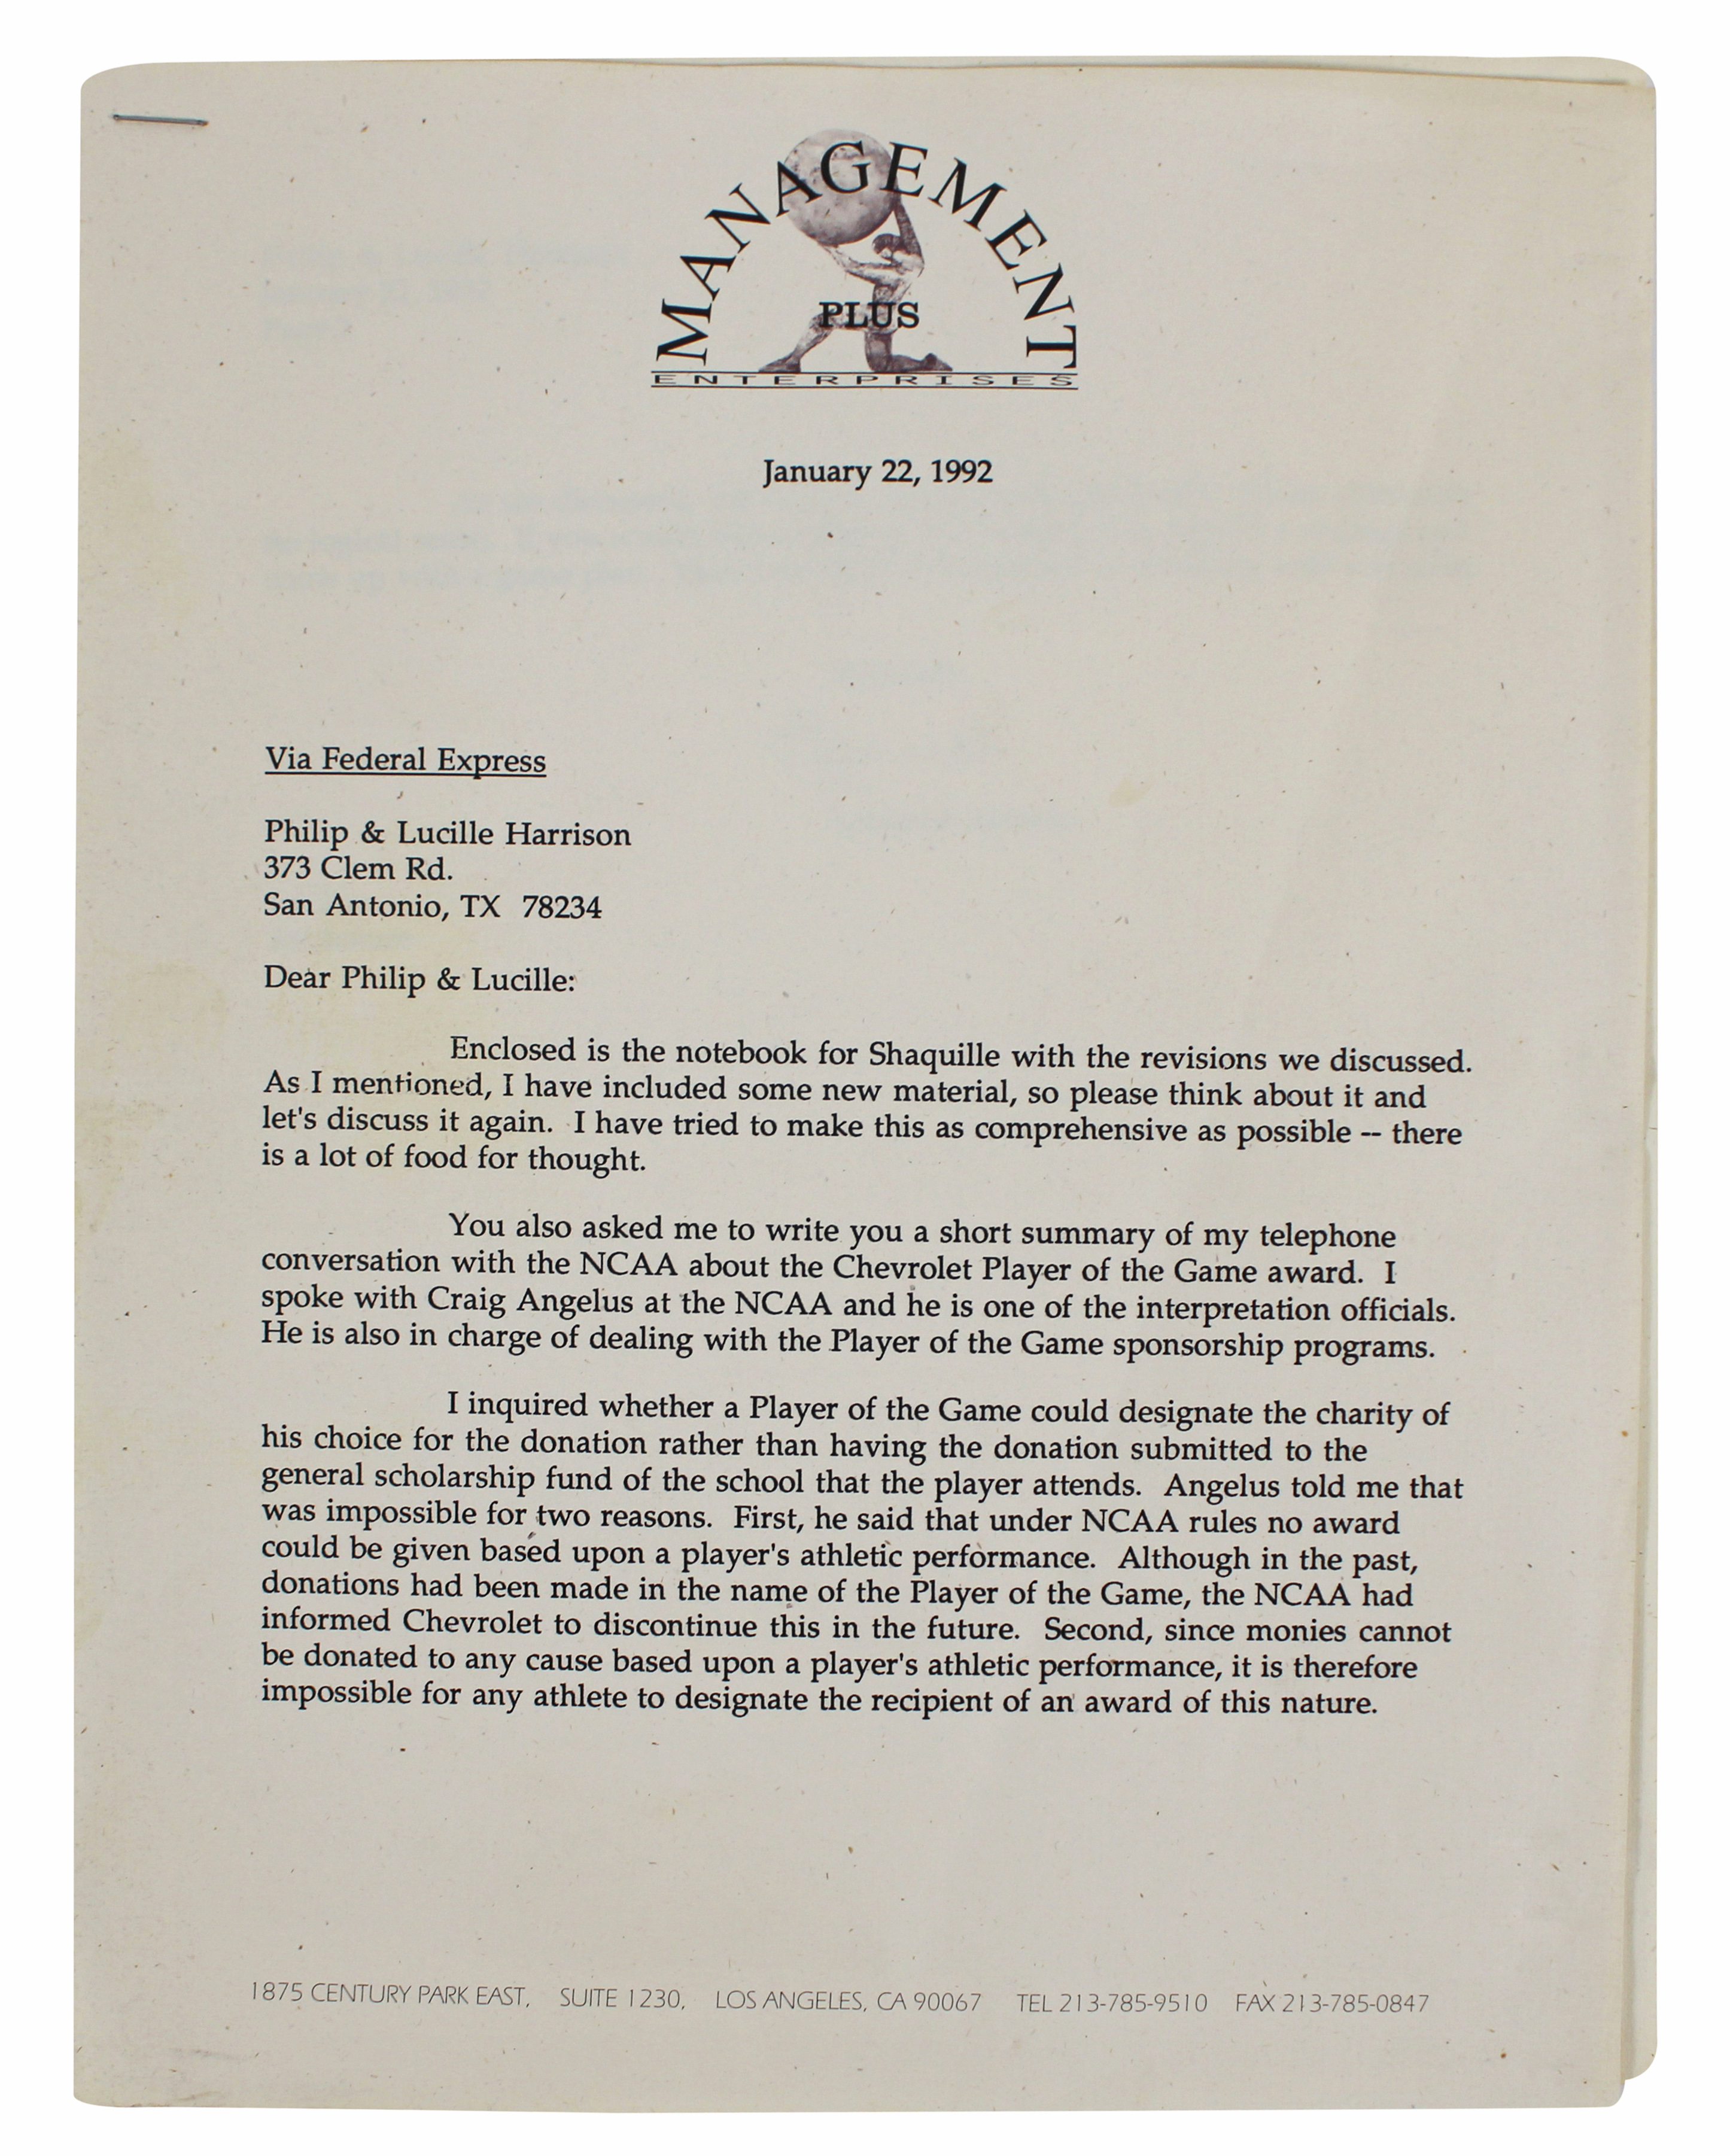 MANAGEMENT
PLUS
ENTERPRISES
January 22, 1992
Via Federal Express
Philip & Lucille Harrison
373 Clem Rd.
San Antonio, TX 78234
Dear Philip & Lucille:
Enclosed is the notebook for Shaquille with the revisions we discussed.
As I mentioned, I have included some new material, so please think about it and
let's discuss it again. I have tried to make this as comprehensive as possible -- there
is a lot of food for thought.
You also asked me to write you a short summary of my telephone
conversation with the NCAA about the Chevrolet Player of the Game award. I
spoke with Craig Angelus at the NCAA and he is one of the interpretation officials.
He is also in charge of dealing with the Player of the Game sponsorship programs.
I inquired whether a Player of the Game could designate the charity of
his choice for the donation rather than having the donation submitted to the
general scholarship fund of the school that the player attends. Angelus told me that
was impossible for two reasons. First, he said that under NCAA rules no award
could be given based upon a player's athletic performance. Although in the past,
donations had been made in the name of the Player of the Game, the NCAA had
informed Chevrolet to discontinue this in the future. Second, since monies cannot
be donated to any cause based upon a player's athletic performance, it is therefore
impossible for any athlete to designate the recipient of an award of this nature.
1875 CENTURY PARK EAST, SUITE 1230, LOS ANGELES, CA 90067 TEL 213-785-9510 FAX 213-785-0847